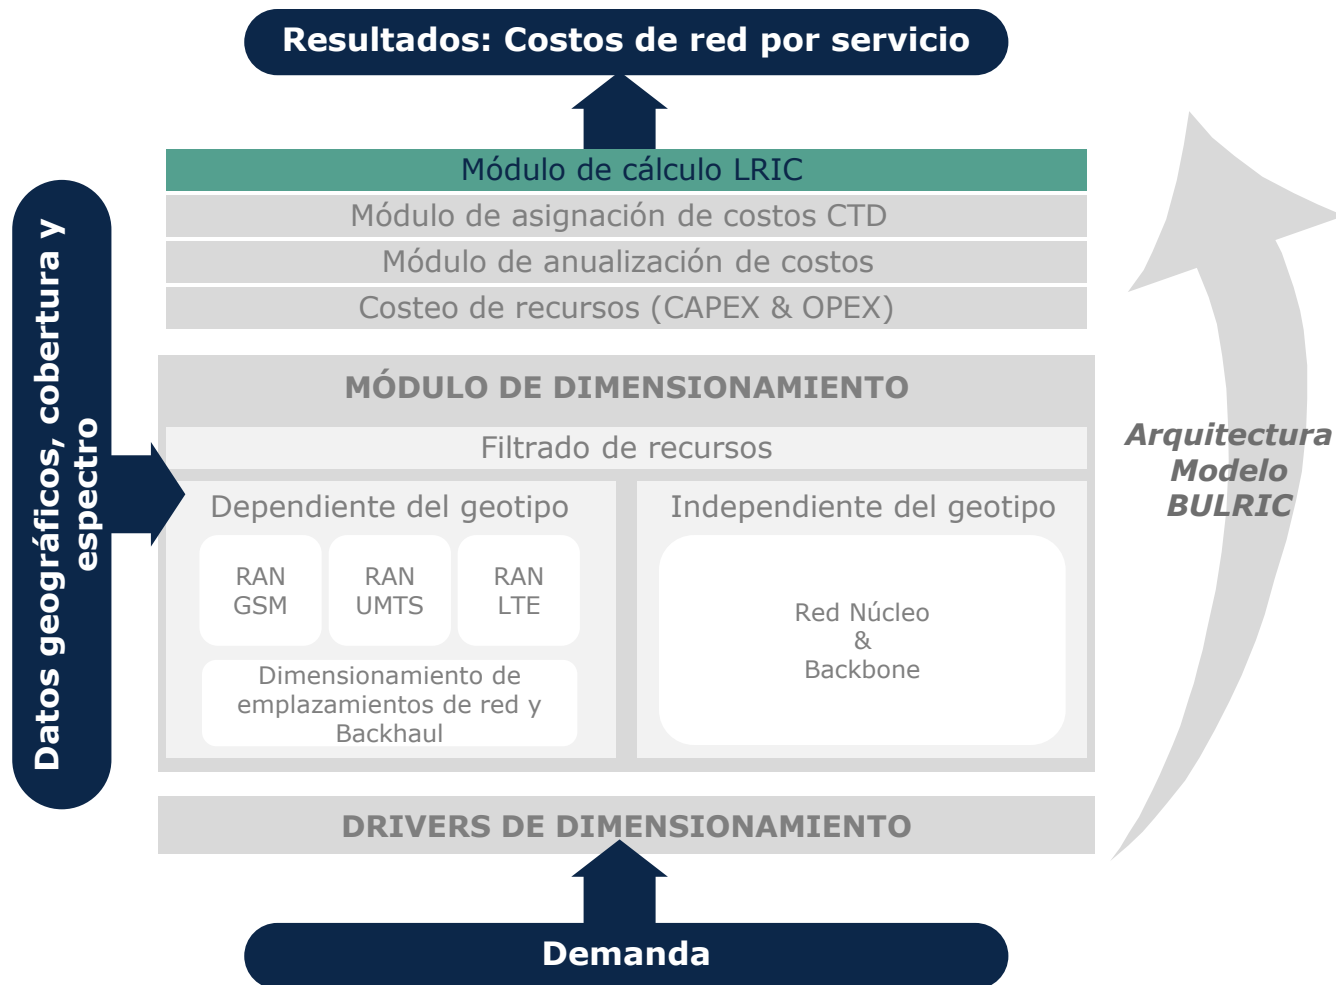 Resultados: Costos de red por servicio
Módulo de cálculo LRIC
Módulo de asignación de costos CTD
Módulo de anualización de costos
Costeo de recursos (CAPEX & OPEX)
Datos geográficos, cobertura y
espectro
MÓDULO DE DIMENSIONAMIENTO
Filtrado de recursos
Dependiente del geotipo
RAN
GSM
RAN
UMTS
RAN
LTE
Dimensionamiento de
emplazamientos de red y
Backhaul
Independiente del geotipo
Red Núcleo
&
Backbone
Arquitectura
Modelo
BULRIC
DRIVERS DE DIMENSIONAMIENTO
Demanda